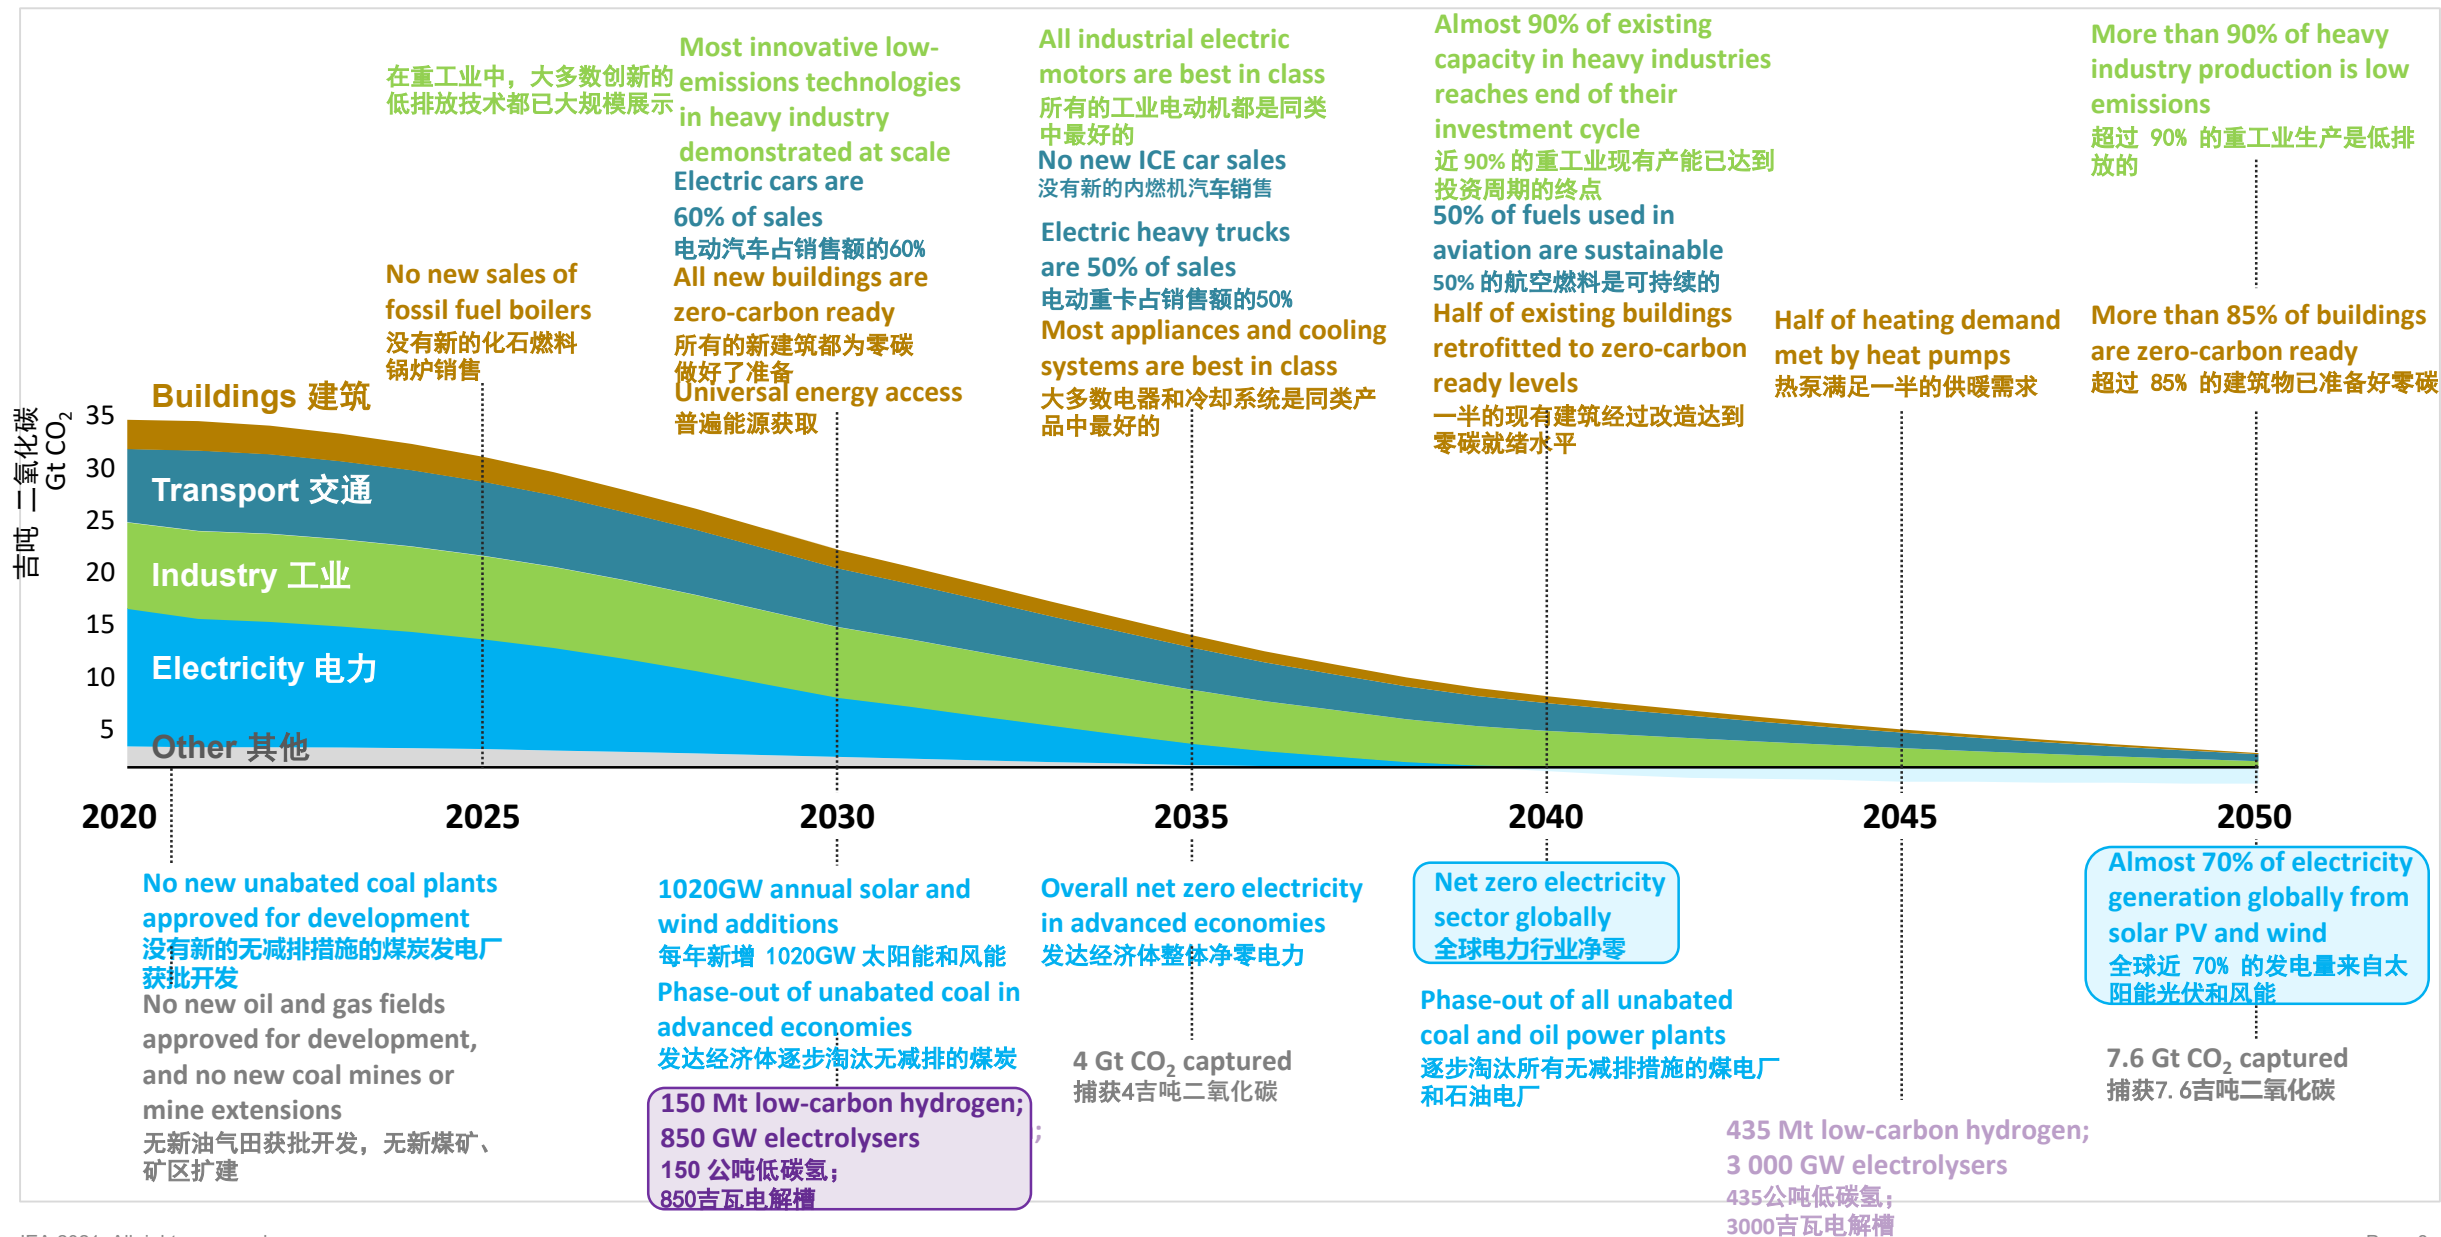 在重工业中，大多数创新的
低排放技术都已大规模展示
Most innovative low-
emissions technologies
in heavy industry
demonstrated at scale
Electric cars are
60% of sales
电动汽车占销售额的60%
All new buildings are
zero-carbon ready
所有的新建筑都为零碳
做好了准备
Universal energy access
普遍能源获取
All industrial electric
motors are best in class
所有的工业电动机都是同类
中最好的
No new ICE car sales
没有新的内燃机汽车销售
Electric heavy trucks
are 50% of sales
电动重卡占销售额的50%
Most appliances and cooling
systems are best in class
大多数电器和冷却系统是同类产
品中最好的
Almost 90% of existing
capacity in heavy industries
reaches end of their
investment cycle
近 90% 的重工业现有产能已达到
投资周期的终点
50% of fuels used in
aviation are sustainable
50% 的航空燃料是可持续的
Half of existing buildings
retrofitted to zero-carbon
ready levels
一半的现有建筑经过改造达到
零碳就绪水平
Half of heating demand
met by heat pumps
热泵满足一半的供暖需求
More than 90% of heavy
industry production is low
emissions
超过 90% 的重工业生产是低排
放的
More than 85% of buildings
are zero-carbon ready
超过 85% 的建筑物已准备好零碳
No new sales of
fossil fuel boilers
没有新的化石燃料
锅炉销售
吉吨 二氧化碳
Gt CO₂
35
30
25
20
15
10
5
Buildings 建筑
Transport 交通
Industry 工业
Electricity 电力
Other 其他
2020
2025
2030
2035
2040
2045
2050
No new unabated coal plants
approved for development
没有新的无减排措施的煤炭发电厂
获批开发
No new oil and gas fields
approved for development,
and no new coal mines or
mine extensions
无新油气田获批开发，无新煤矿、
矿区扩建
1020GW annual solar and
wind additions
每年新增 1020GW 太阳能和风能
Phase-out of unabated coal in
advanced economies
发达经济体逐步淘汰无减排的煤炭
150 Mt low-carbon hydrogen;
850 GW electrolysers
150 公吨低碳氢；
850吉瓦电解槽
Overall net zero electricity
in advanced economies
发达经济体整体净零电力
4 Gt CO₂ captured
捕获4吉吨二氧化碳
Net zero electricity
sector globally
全球电力行业净零
Phase-out of all unabated
coal and oil power plants
逐步淘汰所有无减排措施的煤电厂
和石油电厂
435 Mt low-carbon hydrogen;
3 000 GW electrolysers
435公吨低碳氢；
3000吉瓦电解槽
Almost 70% of electricity
generation globally from
solar PV and wind
全球近 70% 的发电量来自太
阳能光伏和风能
7.6 Gt CO₂ captured
捕获7.6吉吨二氧化碳